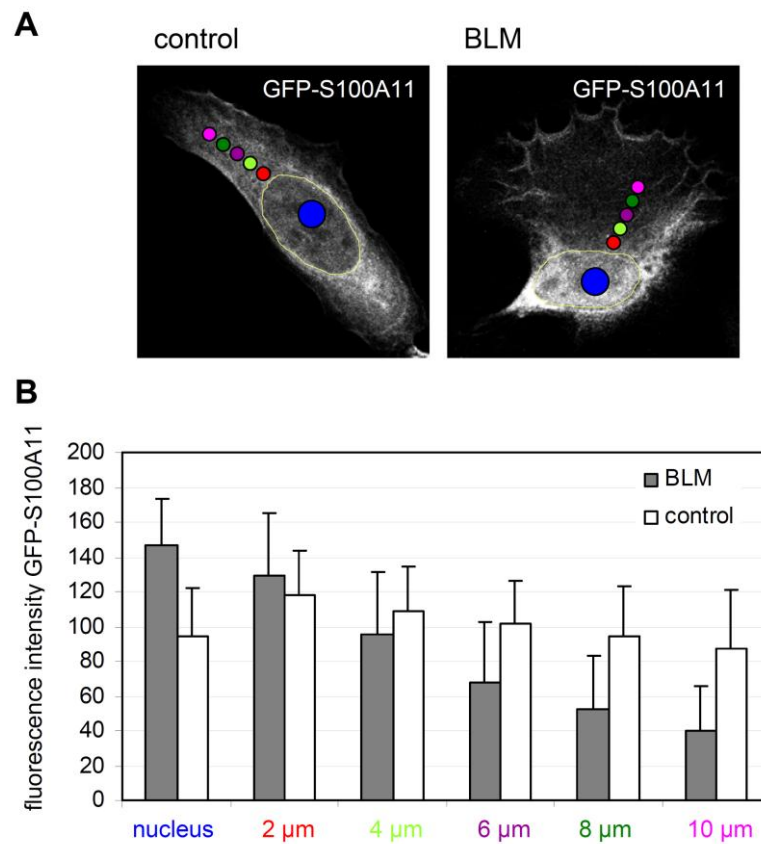 A
control
BLM
GFP-S100A11
GFP-S100A11
B
fluorescence intensity GFP-S100A11
200
180
160
140
120
100
80
60
40
20
0
BLM
control
nucleus
2 µm
4 µm
6 µm
8 µm
10 µm